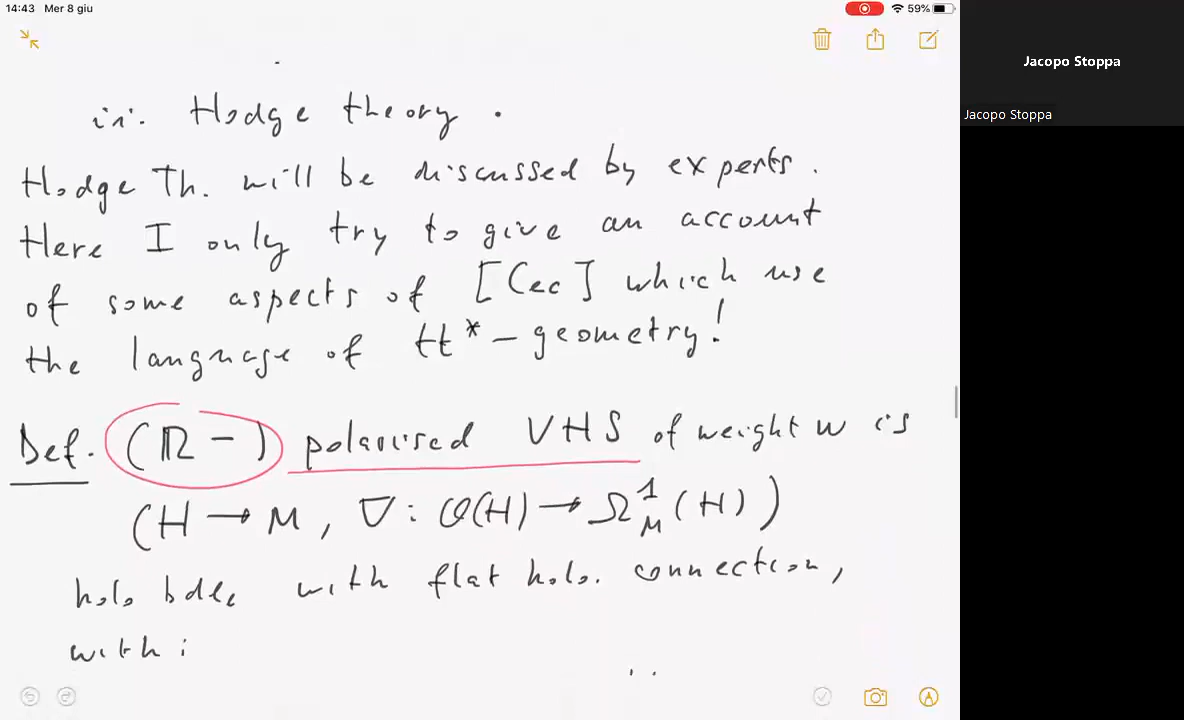 14:43 Mer 8 giu
59%
Jacopo Stoppa
Jacopo Stoppa
in. Hodge theory .
Hodge Th. will be discussed by experts.
Here I only try to give an account
of some aspects of [Cec] which use
the language of tt* - geometry!
Def. (ℝ -) polarised VHS of weight w is
(H → M, ∇ : O(H) → Ω¹_M (H))
holo bdle with flat holo. connection,
with :